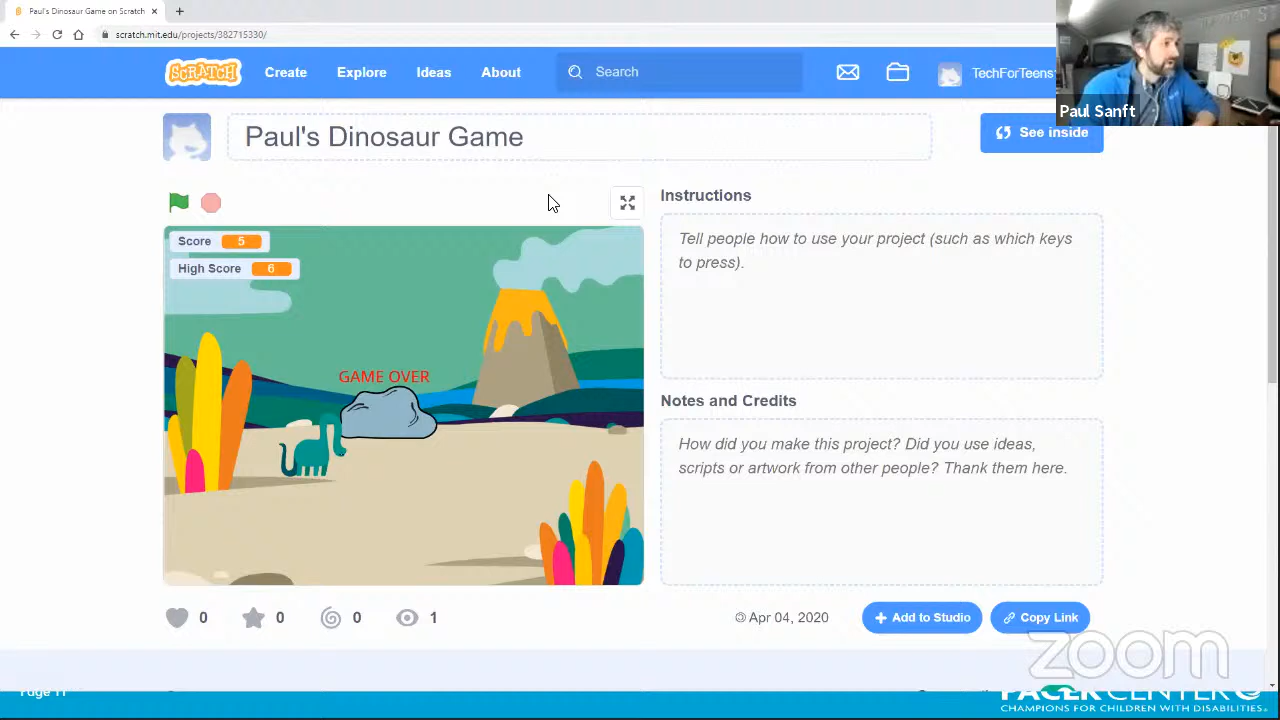 Paul's Dinosaur Game on Scratch
scratch.mit.edu/projects/382715330/
SCRATCH
Create
Explore
Ideas
About
Search
TechForTeens
Paul Sanft
Paul's Dinosaur Game
See inside
Score 5
High Score 6
GAME OVER
Instructions
Tell people how to use your project (such as which keys
to press).
Notes and Credits
How did you make this project? Did you use ideas,
scripts or artwork from other people? Thank them here.
0
0
0
1
Apr 04, 2020
Add to Studio
Copy Link
zoom
Page 11
PACER CENTER
CHAMPIONS FOR CHILDREN WITH DISABILITIES.